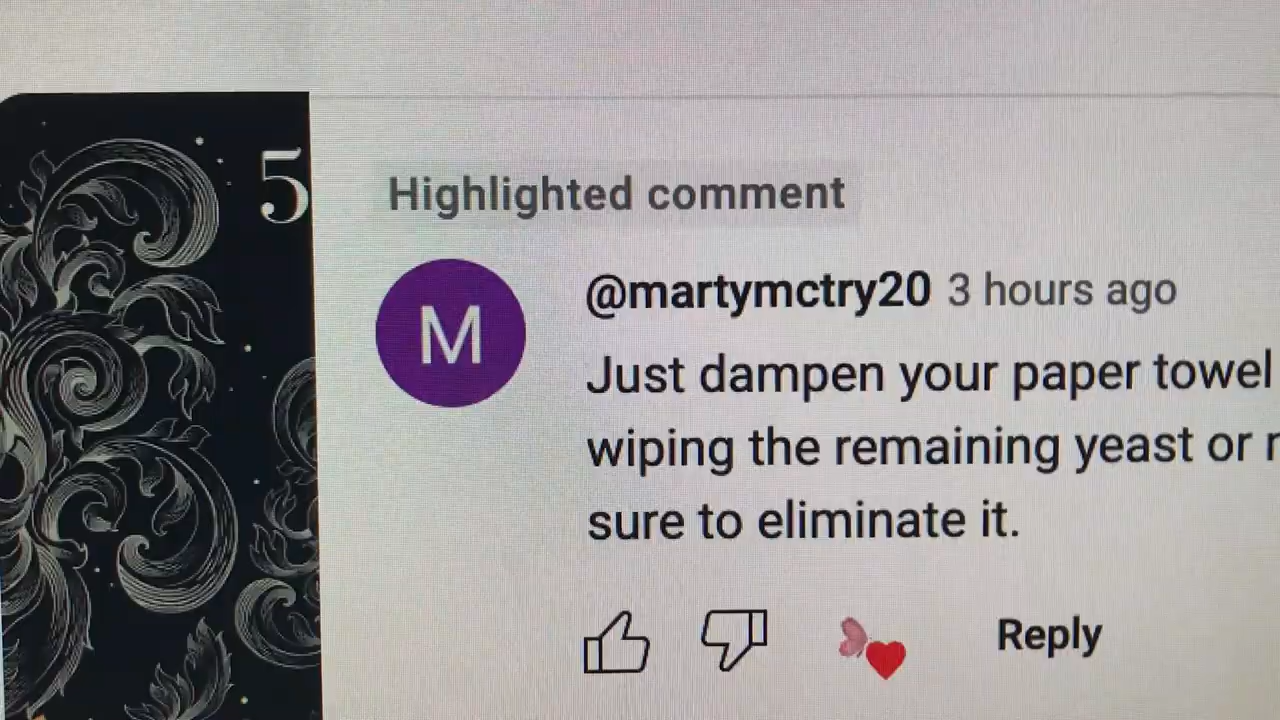 5
Highlighted comment
M
@martymctry20 3 hours ago
Just dampen your paper towel
wiping the remaining yeast or
sure to eliminate it.
Reply